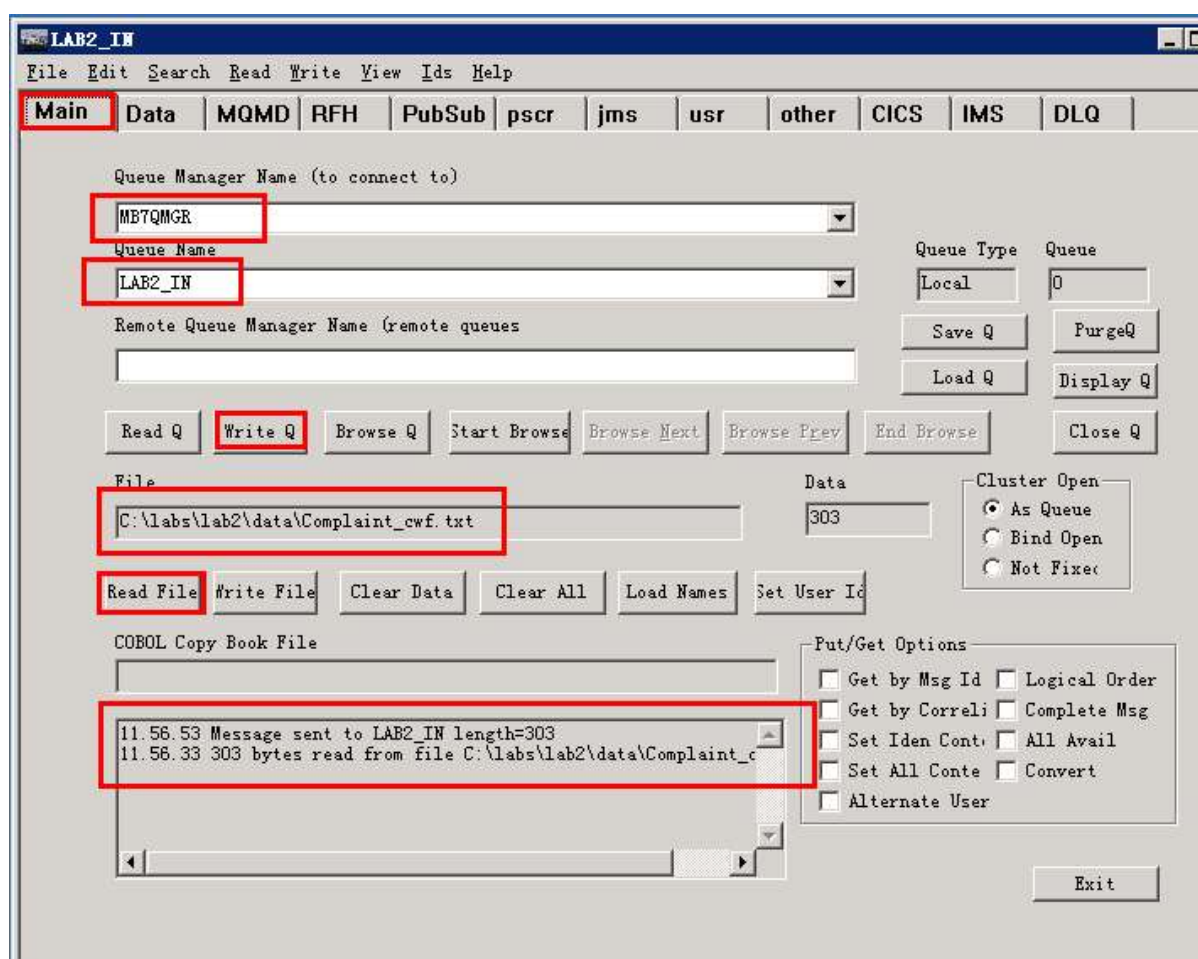 LAB2_IN
File Edit Search Read Write View Ids Help
Main Data MQMD RFH PubSub pscr jms usr other CICS IMS DLQ
Queue Manager Name (to connect to)
MB7QMGR
Queue Name
Queue Type Queue
LAB2_IN
Local 0
Remote Queue Manager Name (remote queues
Save Q PurgeQ
Load Q Display Q
Read Q Write Q Browse Q Start Browse Browse Next Browse Prev End Browse Close Q
File Data Cluster Open
C:\labs\lab2\data\Complaint_cwf.txt 303
As Queue
Bind Open
Not Fixe
Read File Write File Clear Data Clear All Load Names Set User Id
COBOL Copy Book File
Put/Get Options
Get by Msg Id Logical Order
Get by Correli Complete Msg
11.56.53 Message sent to LAB2_IN length=303
11.56.33 303 bytes read from file C:\labs\lab2\data\Complaint_c
Set Iden Cont All Avail
Set All Conte Convert
Alternate User
Exit